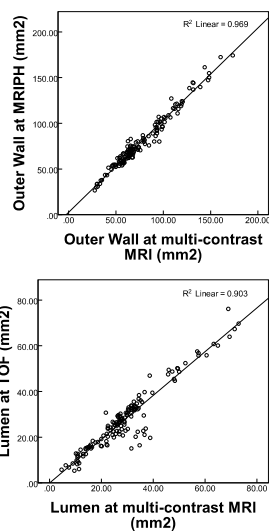 R² Linear = 0.969
200.00
150.00
100.00
50.00
.00
Outer Wall at MRIPH (mm2)
.00 50.00 100.00 150.00 200.00
Outer Wall at multi-contrast
MRI (mm2)
R² Linear = 0.903
80.00
60.00
40.00
20.00
.00
Lumen at TOF (mm2)
.00 20.00 40.00 60.00 80.00
Lumen at multi-contrast MRI
(mm2)